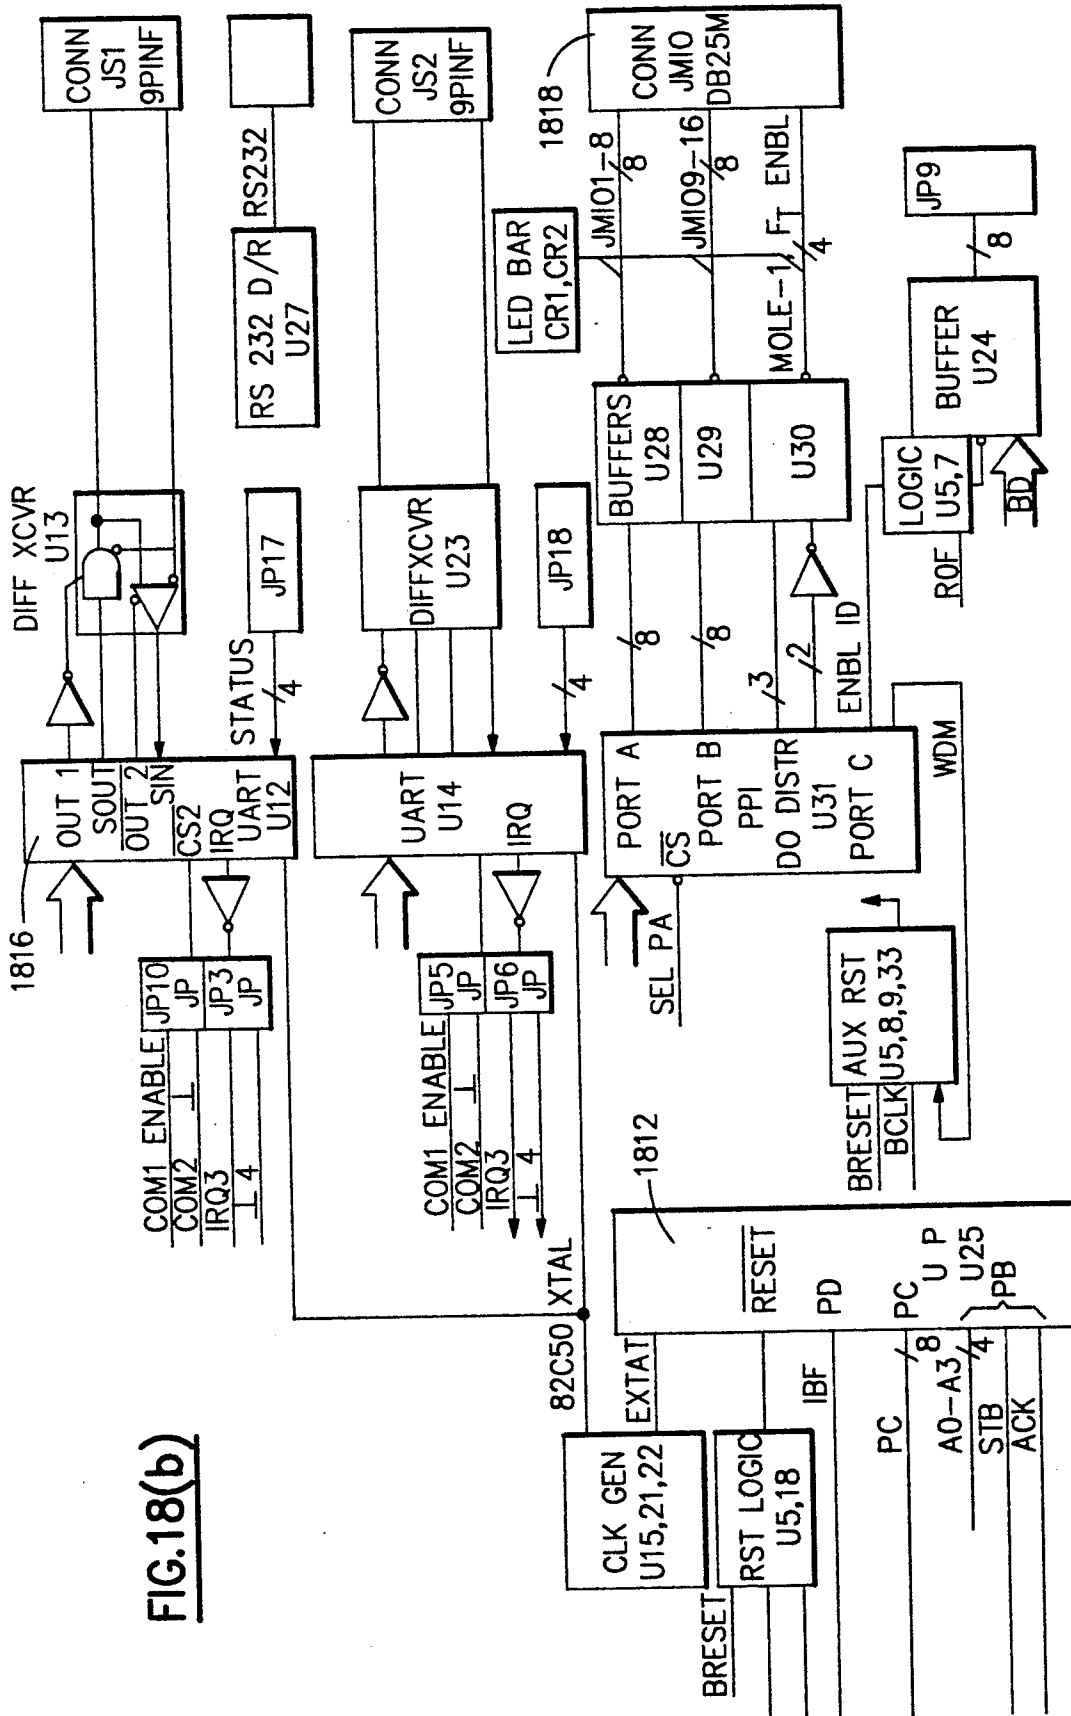 FIG.18(b)
1816
OUT 1
SOUT
OUT 2
SIN
CS2
IRQ
UART
U12
DIFF XCVR
U13
CONN
JS1
9PINF
STATUS
4
JP17
RS 232 D/R
U27
RS232
COM1 ENABLE
COM2
IRQ3
4
JP10
JP
JP3
JP
COM1 ENABLE
COM2
IRQ3
4
JP5
JP
JP6
JP
UART
U14
IRQ
DIFFXCVR
U23
CONN
JS2
9PINF
4
JP18
82C50 XTAL
CLK GEN
U15,21,22
EXTAT
BRESET
RST LOGIC
U5,18
1812
RESET
IBF
PD
PC
8
PC
U P
U25
A0-A3
4
PB
STB
ACK
SEL PA
PORT A
CS
PORT B
PPI
DO DISTR
U31
PORT C
8
8
3
2
ENBL ID
WDM
BRESET
BCLK
AUX RST
U5,8,9,33
BUFFERS
U28
U29
U30
LED BAR
CR1,CR2
JMIO1-8
8
JMIO9-16
8
MOLE-1, FT ENBL
4
1818
CONN
JMIO
DB25M
LOGIC
U5,7
ROF
BD
BUFFER
U24
8
JP9